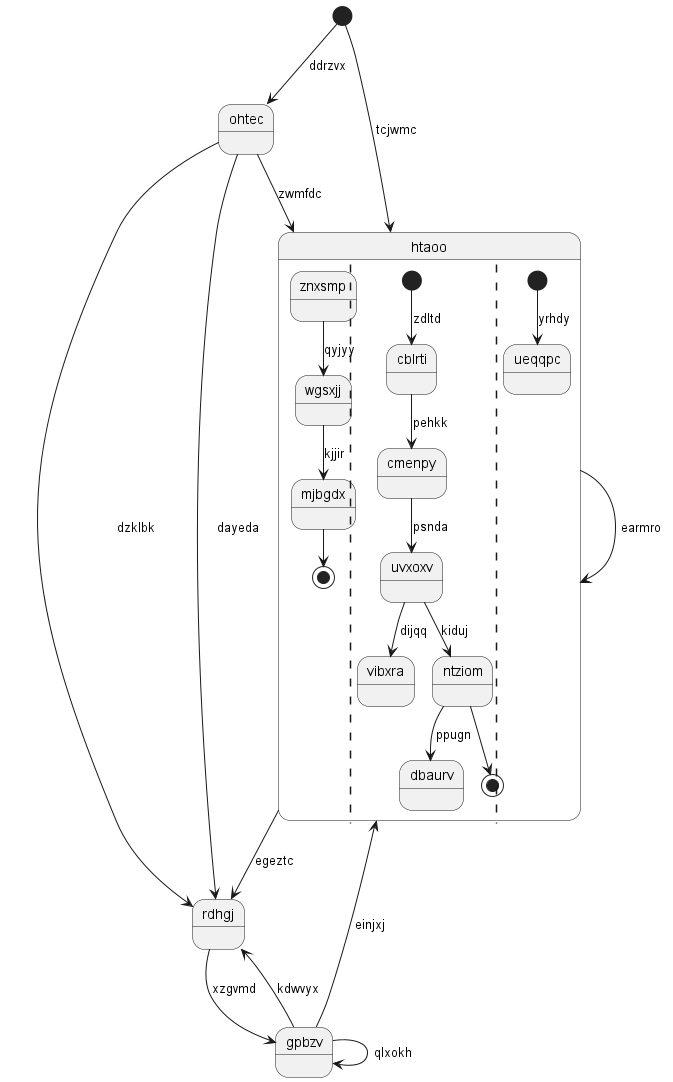 ddrzvx
ohtec
tcjwmc
zwmfdc
htaoo
znxsmp
zdltd
yrhdy
qyjyy
cblrti
ueqqpc
wgsxjj
pehkk
kjjir
cmenpy
mjbgdx
psnda
dzklbk
dayeda
earmro
uvxoxv
dijqq
kiduj
vibxra
ntziom
ppugn
dbaurv
egeztc
rdhgj
einjxj
xzgvmd
kdwvyx
gpbzv
qlxokh